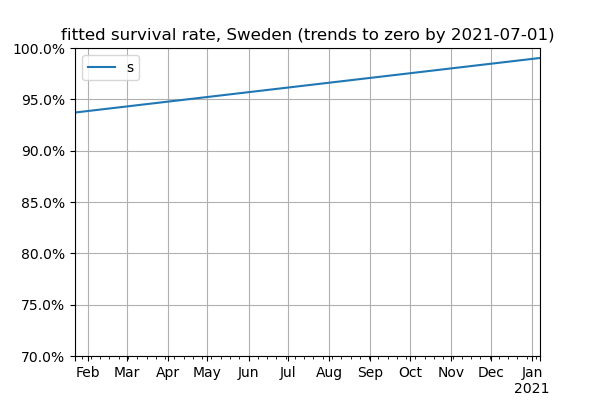 fitted survival rate, Sweden (trends to zero by 2021-07-01)
100.0%
s
95.0%
90.0%
85.0%
80.0%
75.0%
70.0%
Feb Mar Apr May Jun Jul Aug Sep Oct Nov Dec Jan
2021